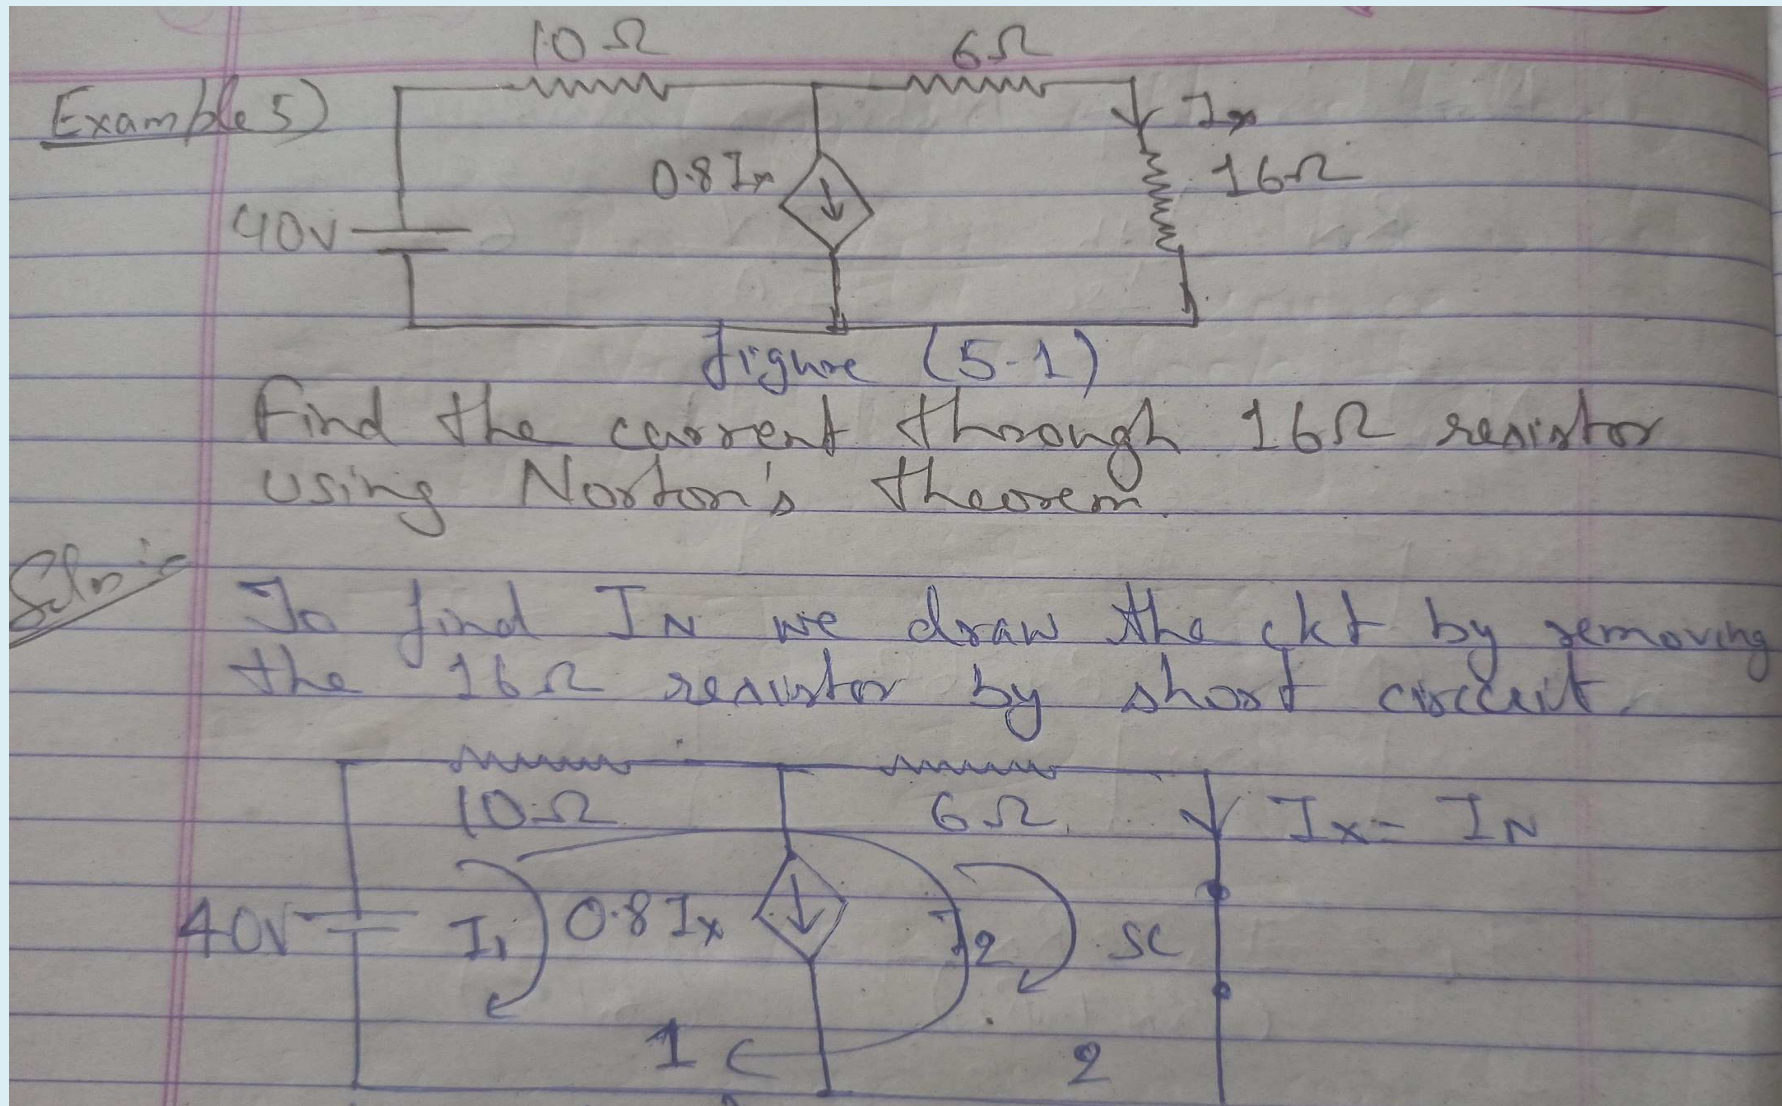 10Ω 6Ω
Example 5)
Ix
0.8Ix 16Ω
40v
figure (5-1)
Find the current through 16Ω resistor
using Norton's theorem.
Soln:-
To find IN we draw the ckt by removing
the 16Ω resistor by short circuit.
10Ω 6Ω Ix = IN
40V I1 0.8Ix I2 SC
1 2